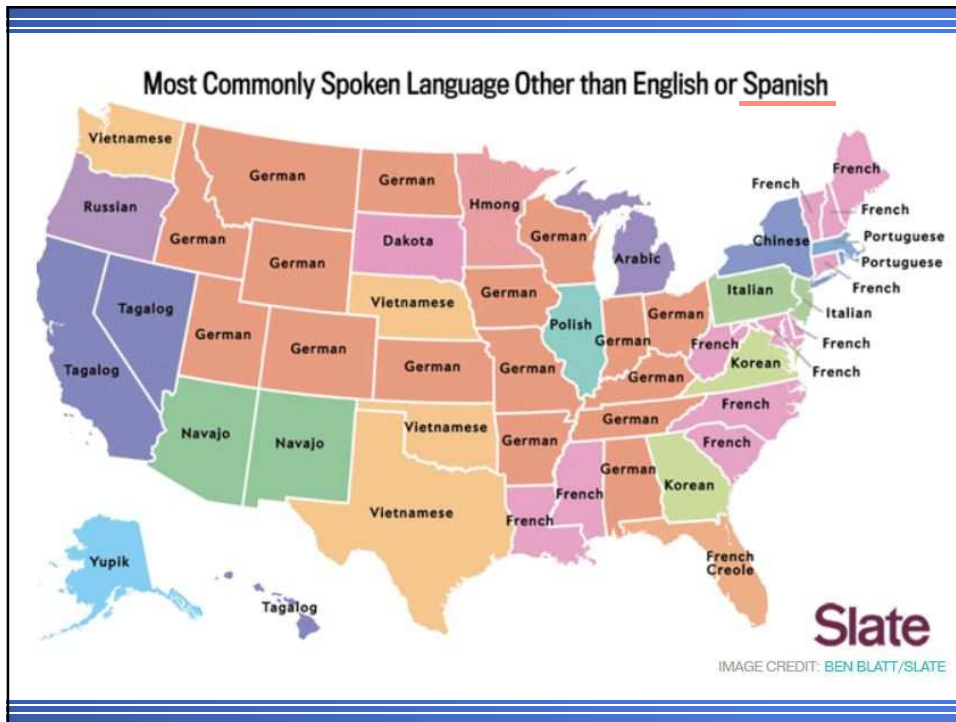 Most Commonly Spoken Language Other than English or Spanish
Vietnamese
German
German
Hmong
French
French
French
Russian
German
Dakota
German
Arabic
Chinese
Portuguese
Portuguese
German
Vietnamese
German
Italian
French
Tagalog
German
German
Polish
German
German
Italian
French
French
Tagalog
German
German
German
Korean
French
Navajo
Navajo
Vietnamese
German
German
French
German
French
Vietnamese
French
French
Korean
French
Creole
Yupik
Tagalog
Slate
IMAGE CREDIT: BEN BLATT/SLATE